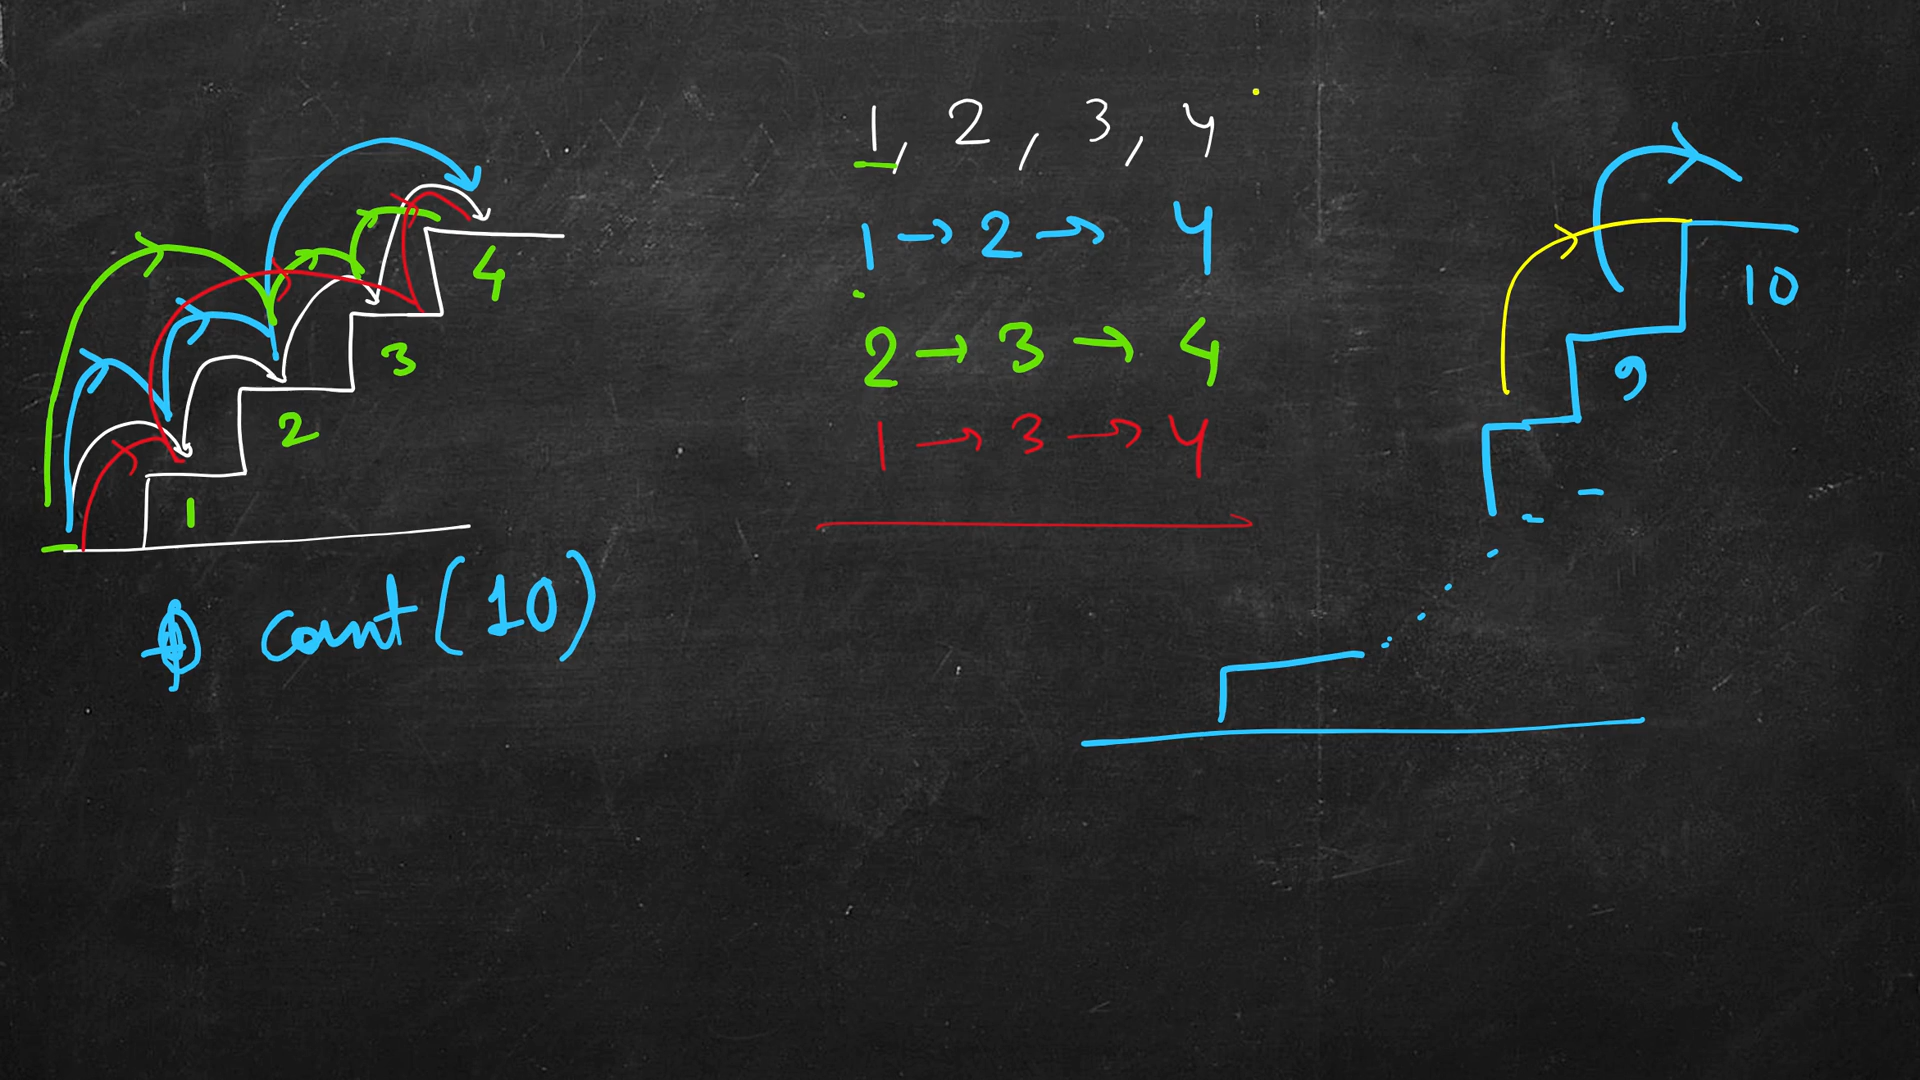 1, 2, 3, 4
1 → 2 → 4
2 → 3 → 4
1 → 3 → 4
4
3
2
1
10
9
count(10)